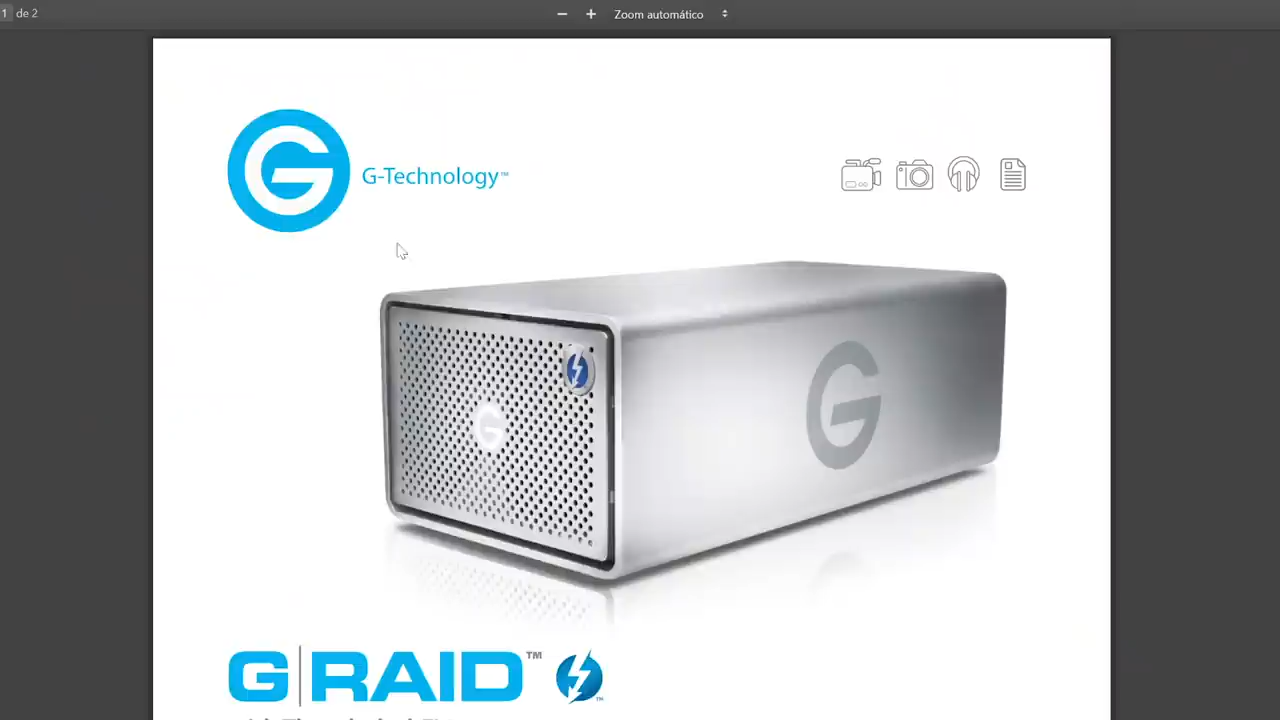 1 de 2
Zoom automático
G-Technology™
G
G
G|RAID™